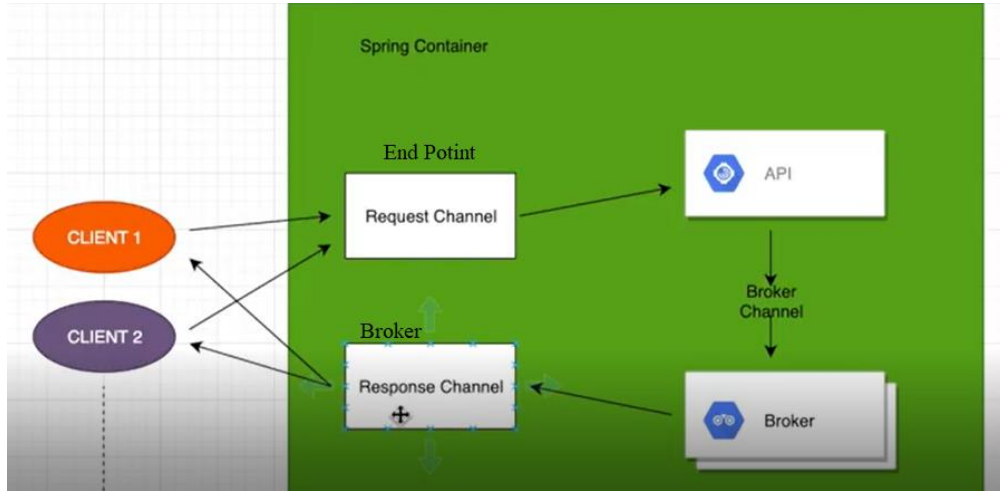 Spring Container
End Potint
Request Channel
API
CLIENT 1
CLIENT 2
Broker
Channel
Broker
Response Channel
Broker